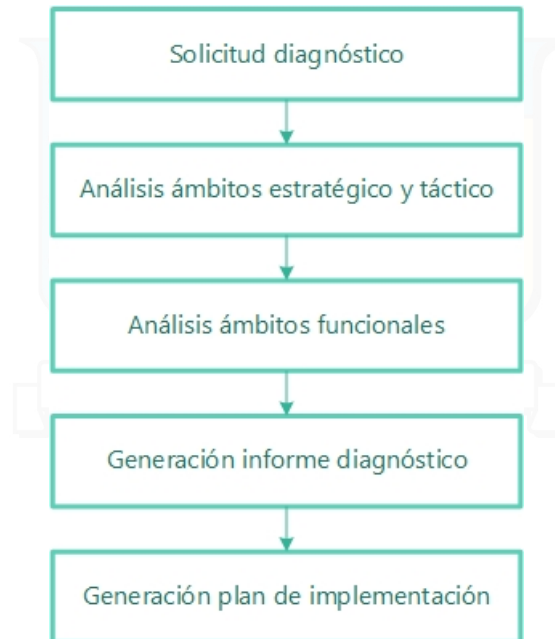 Solicitud diagnóstico
Análisis ámbitos estratégico y táctico
Análisis ámbitos funcionales
Generación informe diagnóstico
Generación plan de implementación